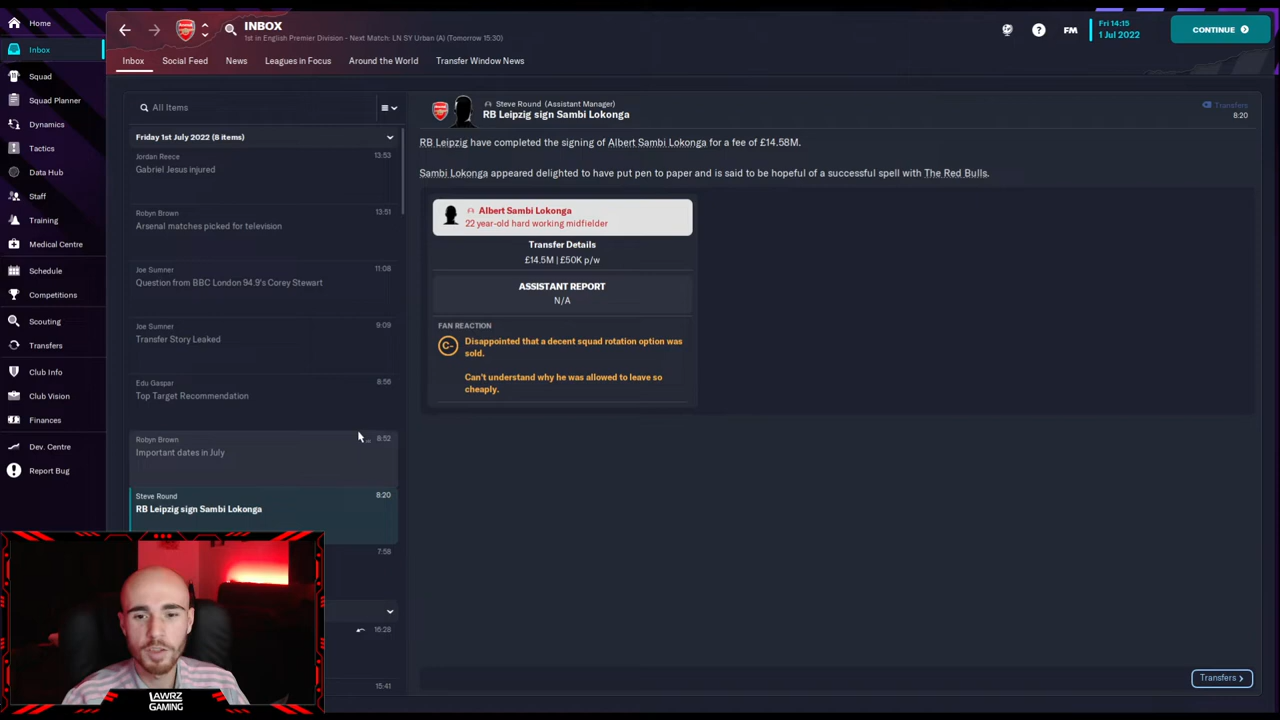 Home
Inbox
Squad
Squad Planner
Dynamics
Tactics
Data Hub
Staff
Training
Medical Centre
Schedule
Competitions
Scouting
Transfers
Club Info
Club Vision
Finances
Dev. Centre
Report Bug
INBOX
1st in English Premier Division - Next Match: LN SY Urban (A) (Tomorrow 15:30)
FM
Fri 14:15
1 Jul 2022
CONTINUE
Inbox
Social Feed
News
Leagues in Focus
Around the World
Transfer Window News
All Items
Friday 1st July 2022 (8 items)
Jordan Reece 13:53
Gabriel Jesus injured
Robyn Brown 13:51
Arsenal matches picked for television
Joe Sumner 11:08
Question from BBC London 94.9's Corey Stewart
Joe Sumner 9:09
Transfer Story Leaked
Edu Gaspar 8:56
Top Target Recommendation
Robyn Brown 8:52
Important dates in July
Steve Round 8:20
RB Leipzig sign Sambi Lokonga
7:58
16:28
15:41
Steve Round (Assistant Manager)
RB Leipzig sign Sambi Lokonga
Transfers
8:20
RB Leipzig have completed the signing of Albert Sambi Lokonga for a fee of £14.58M.
Sambi Lokonga appeared delighted to have put pen to paper and is said to be hopeful of a successful spell with The Red Bulls.
Albert Sambi Lokonga
22 year-old hard working midfielder
Transfer Details
£14.5M | £50K p/w
ASSISTANT REPORT
N/A
FAN REACTION
C-
Disappointed that a decent squad rotation option was
sold.
Can't understand why he was allowed to leave so
cheaply.
Transfers
LAWRZ
GAMING